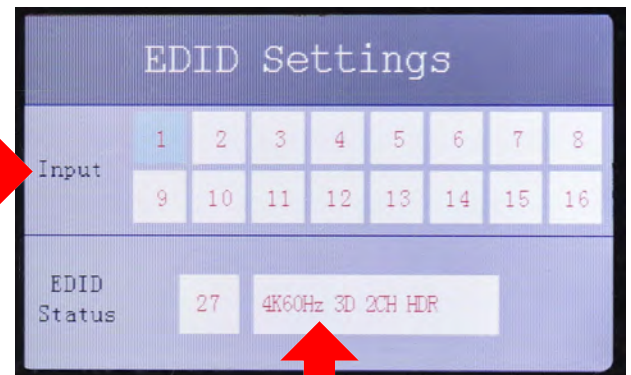 EDID Settings
Input
1 2 3 4 5 6 7 8
9 10 11 12 13 14 15 16
EDID
Status
27 4K60Hz 3D 2CH HDR